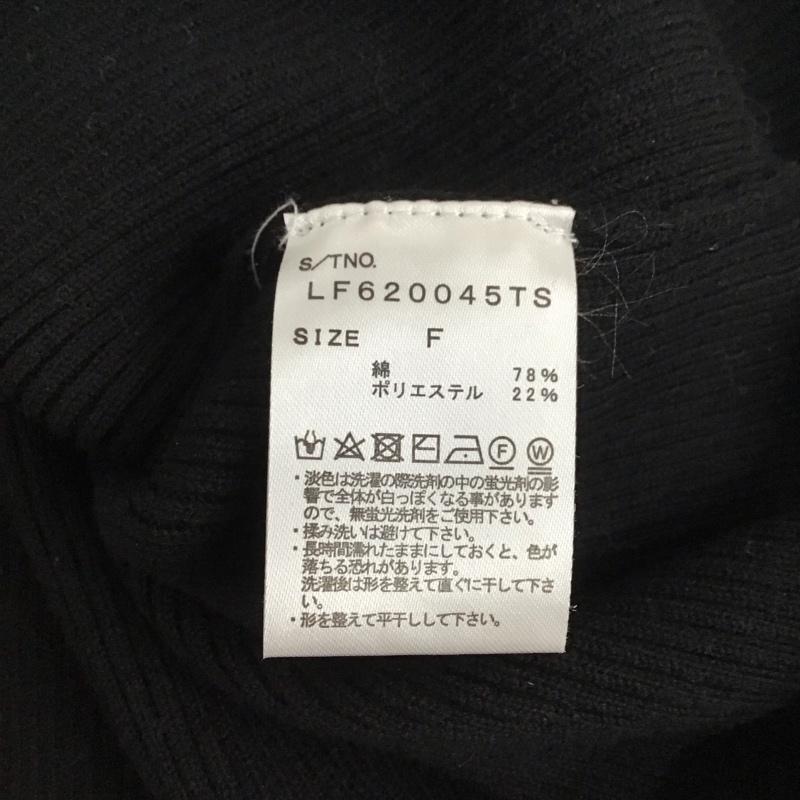 S/TNO.
LF620045TS
SIZE F
綿 78%
ポリエステル 22%
F W
・淡色は洗濯の際洗剤の中の蛍光剤の影
響で全体が白っぽくなる事があります
ので、無蛍光洗剤をご使用下さい。
・揉み洗いは避けて下さい。
・長時間濡れたままにしておくと、色が
落ちる恐れがあります。
洗濯後は形を整えて直ぐに干して下さ
い。
・形を整えて平干しして下さい。